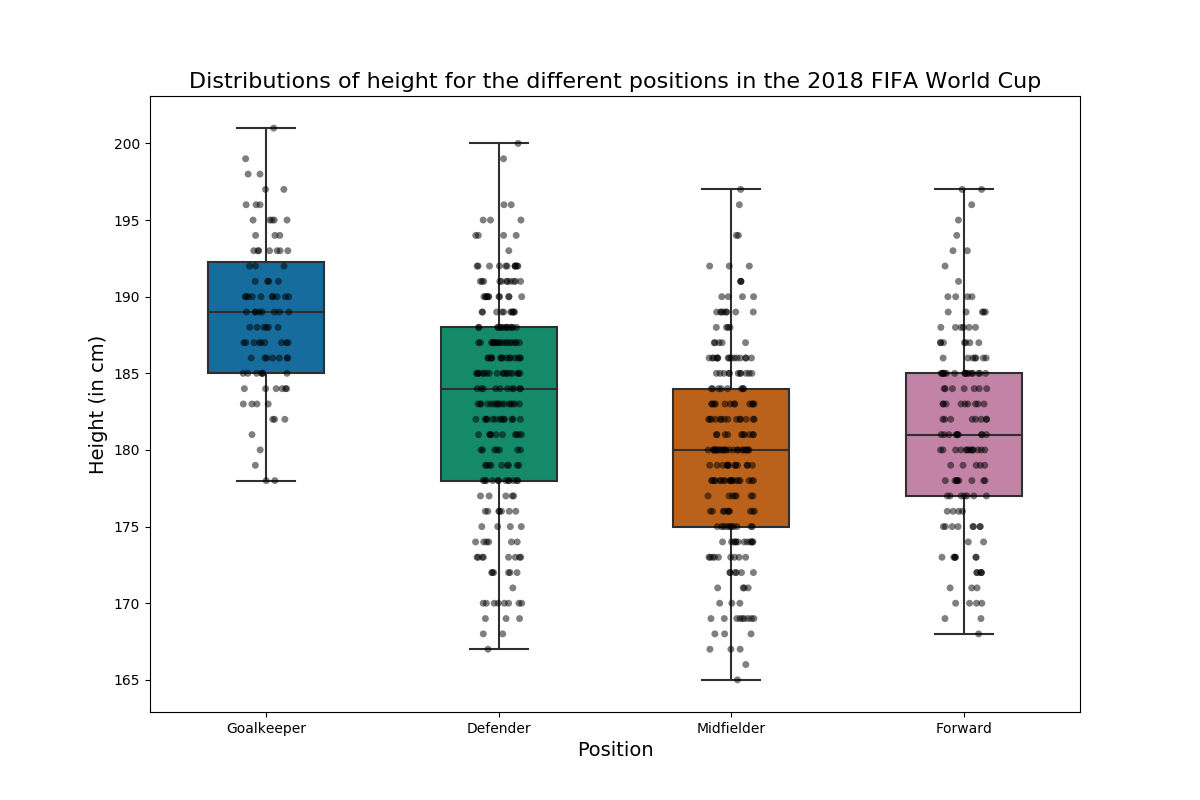 Distributions of height for the different positions in the 2018 FIFA World Cup
Height (in cm)
200
195
190
185
180
175
170
165
Goalkeeper Defender Midfielder Forward
Position